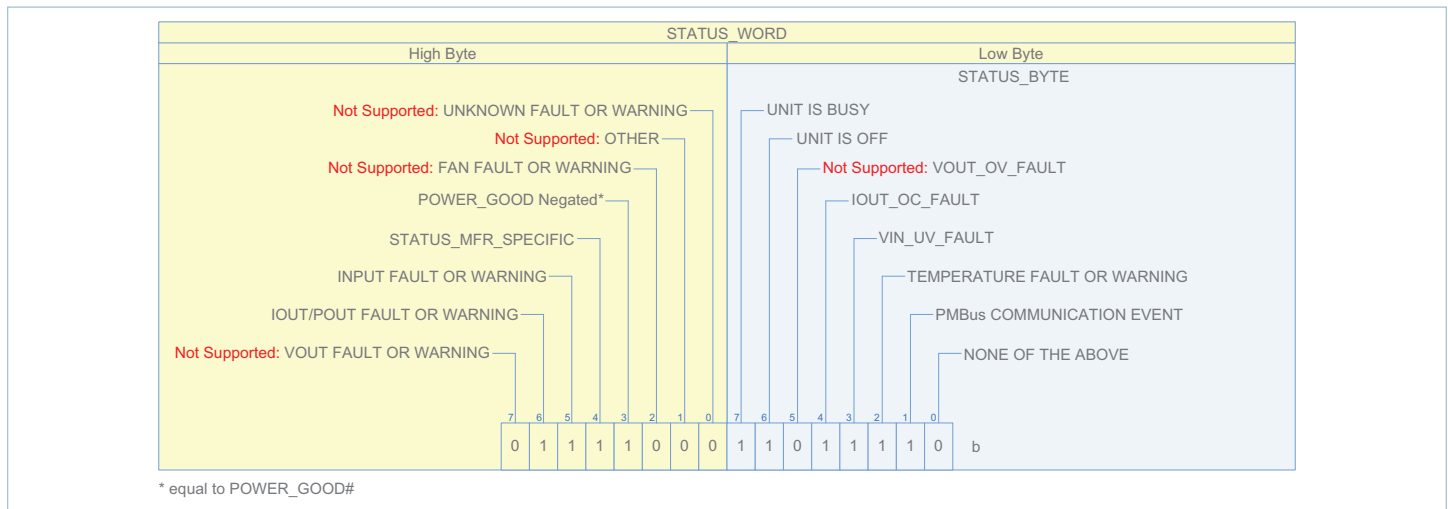 STATUS_WORD
High Byte Low Byte
STATUS_BYTE
Not Supported: UNKNOWN FAULT OR WARNING UNIT IS BUSY
Not Supported: OTHER UNIT IS OFF
Not Supported: FAN FAULT OR WARNING Not Supported: VOUT_OV_FAULT
POWER_GOOD Negated* IOUT_OC_FAULT
STATUS_MFR_SPECIFIC VIN_UV_FAULT
INPUT FAULT OR WARNING TEMPERATURE FAULT OR WARNING
IOUT/POUT FAULT OR WARNING PMBus COMMUNICATION EVENT
Not Supported: VOUT FAULT OR WARNING NONE OF THE ABOVE
7 6 5 4 3 2 1 0 7 6 5 4 3 2 1 0
0 1 1 1 1 0 0 0 1 1 0 1 1 1 1 0 b
* equal to POWER_GOOD#